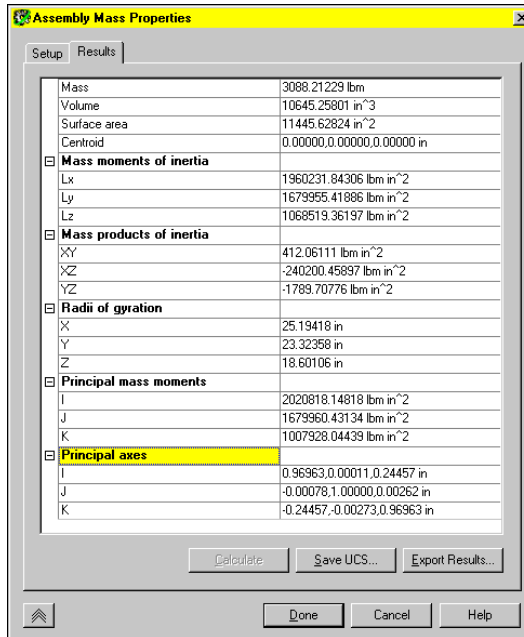 Assembly Mass Properties
Setup Results
Mass 3088.21229 lbm
Volume 10645.25801 in^3
Surface area 11445.62824 in^2
Centroid 0.00000,0.00000,0.00000 in
Mass moments of inertia
Lx 1960231.84306 lbm in^2
Ly 1679955.41886 lbm in^2
Lz 1068519.36197 lbm in^2
Mass products of inertia
XY 412.06111 lbm in^2
XZ -240200.45897 lbm in^2
YZ -1789.70776 lbm in^2
Radii of gyration
X 25.19418 in
Y 23.32358 in
Z 18.60106 in
Principal mass moments
I 2020818.14818 lbm in^2
J 1679960.43134 lbm in^2
K 1007928.04439 lbm in^2
Principal axes
I 0.96963,0.00011,0.24457 in
J -0.00078,1.00000,0.00262 in
K -0.24457,-0.00273,0.96963 in
Calculate Save UCS... Export Results...
Done Cancel Help